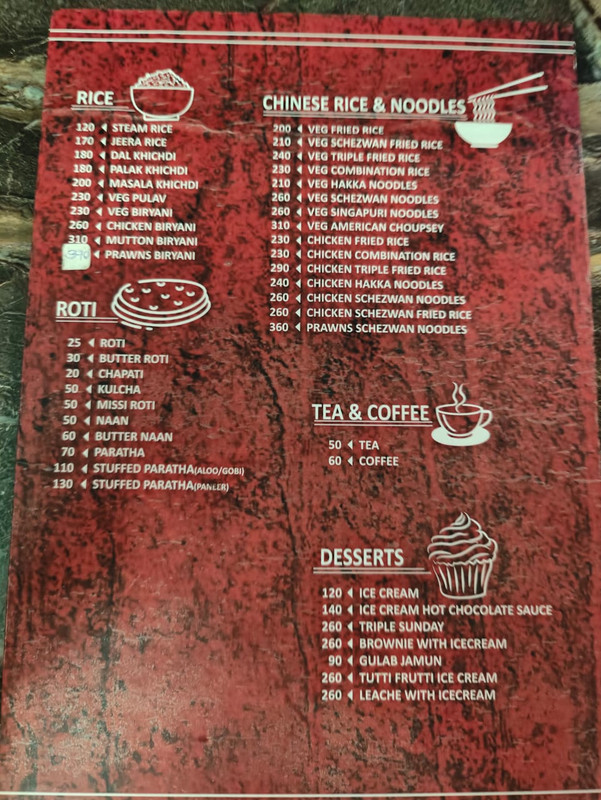 RICE
120 STEAM RICE
170 JEERA RICE
180 DAL KHICHDI
180 PALAK KHICHDI
200 MASALA KHICHDI
230 VEG PULAV
230 VEG BIRYANI
260 CHICKEN BIRYANI
310 MUTTON BIRYANI
PRAWNS BIRYANI
ROTI
25 ROTI
30 BUTTER ROTI
20 CHAPATI
50 KULCHA
50 MISSI ROTI
50 NAAN
60 BUTTER NAAN
70 PARATHA
110 STUFFED PARATHA(ALOO/GOBI)
130 STUFFED PARATHA(PANEER)
CHINESE RICE & NOODLES
200 VEG FRIED RICE
210 VEG SCHEZWAN FRIED RICE
240 VEG TRIPLE FRIED RICE
230 VEG COMBINATION RICE
210 VEG HAKKA NOODLES
260 VEG SCHEZWAN NOODLES
260 VEG SINGAPURI NOODLES
310 VEG AMERICAN CHOUPSEY
230 CHICKEN FRIED RICE
230 CHICKEN COMBINATION RICE
290 CHICKEN TRIPLE FRIED RICE
240 CHICKEN HAKKA NOODLES
260 CHICKEN SCHEZWAN NOODLES
260 CHICKEN SCHEZWAN FRIED RICE
360 PRAWNS SCHEZWAN NOODLES
TEA & COFFEE
50 TEA
60 COFFEE
DESSERTS
120 ICE CREAM
140 ICE CREAM HOT CHOCOLATE SAUCE
260 TRIPLE SUNDAY
260 BROWNIE WITH ICECREAM
90 GULAB JAMUN
260 TUTTI FRUTTI ICE CREAM
260 LEACHE WITH ICECREAM